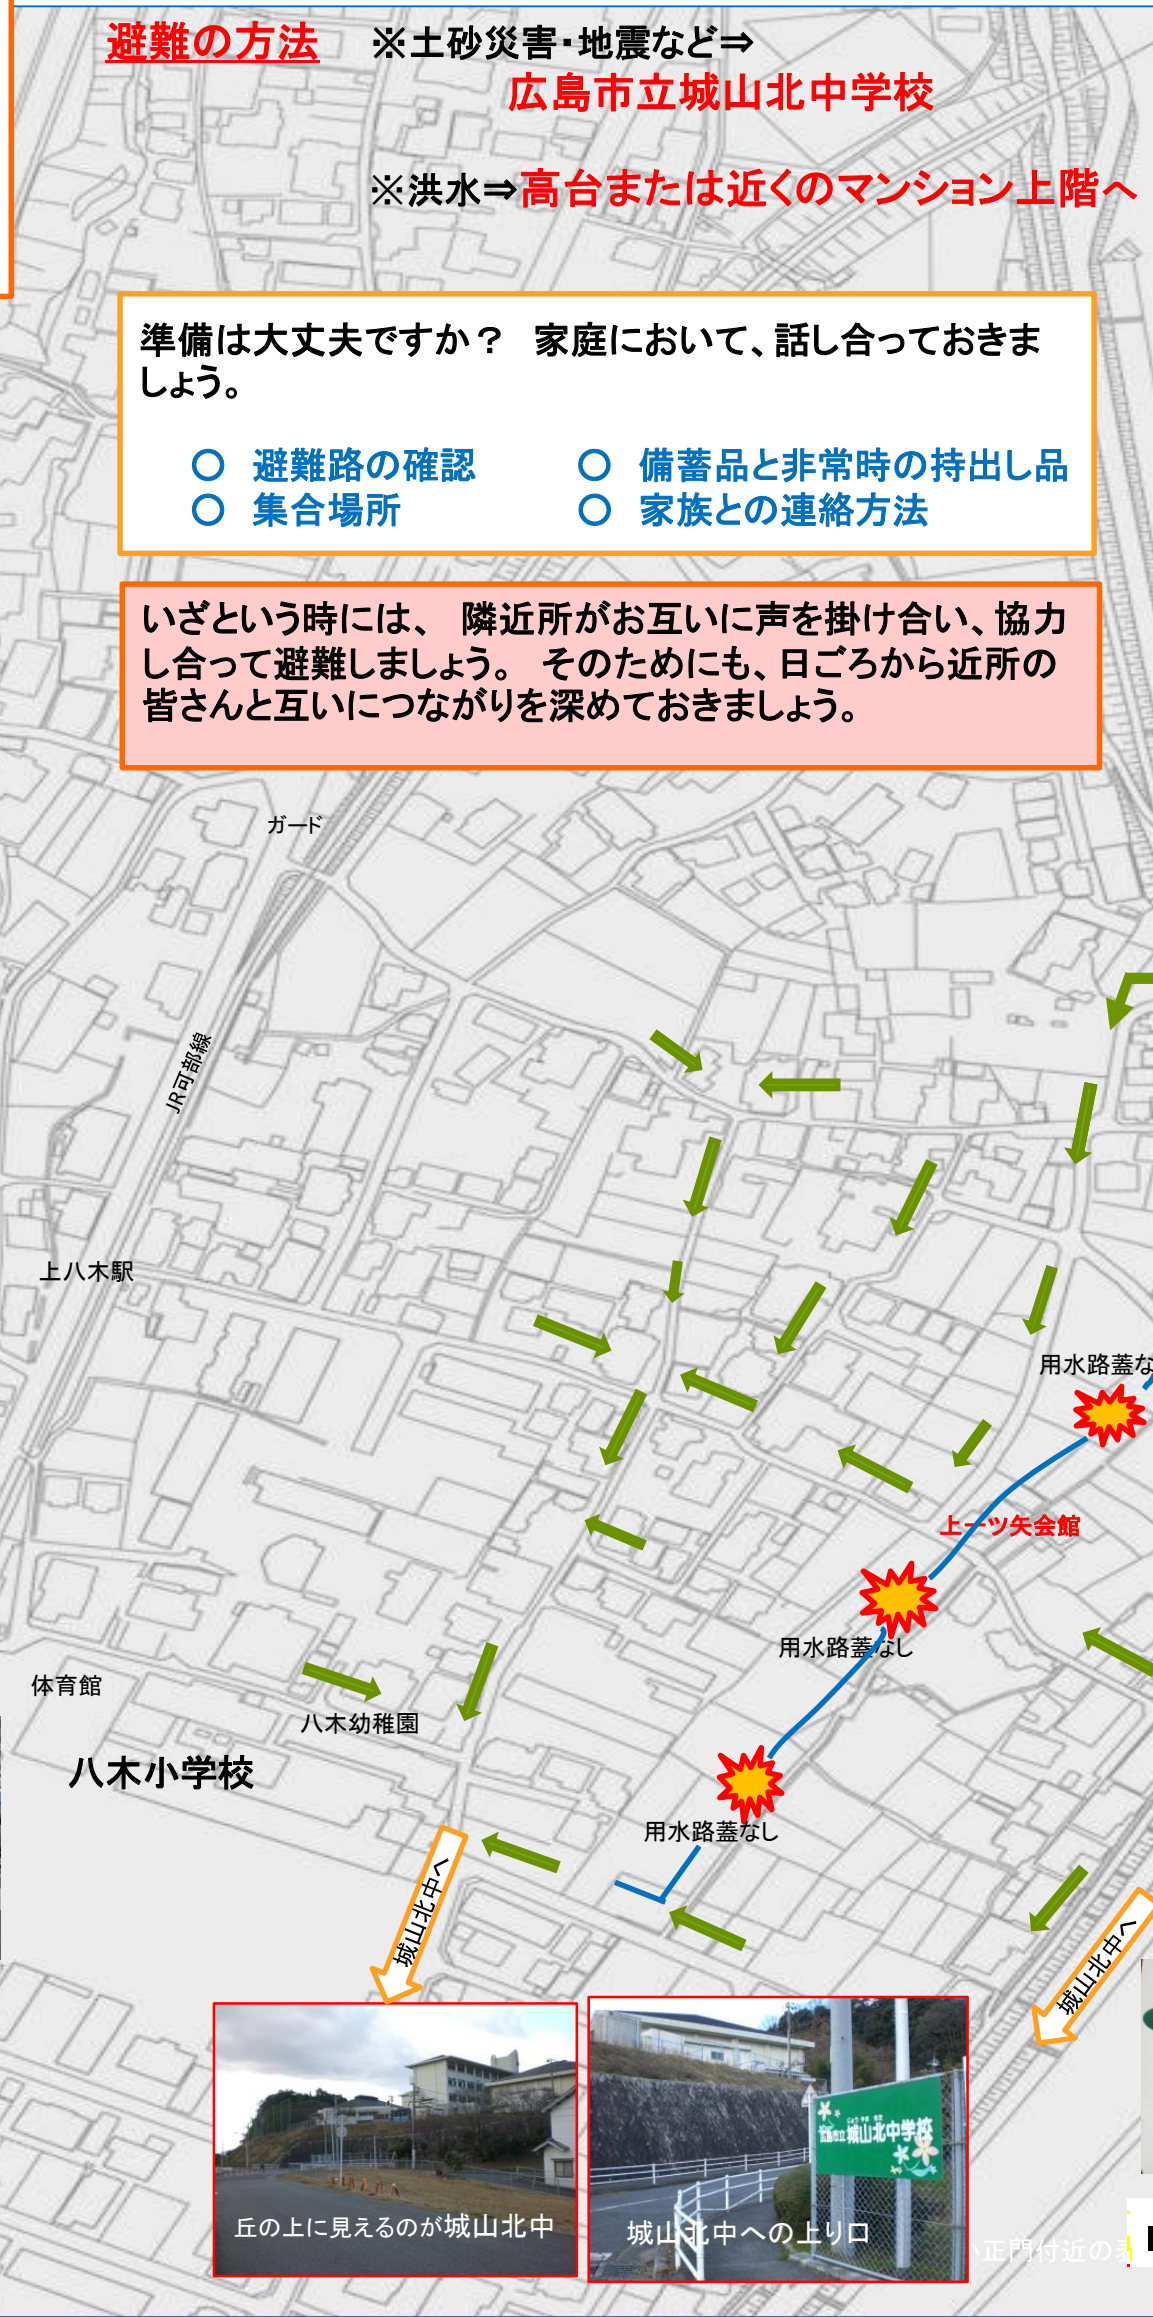 避難の方法 ※土砂災害・地震など⇒
広島市立城山北中学校
※洪水⇒高台または近くのマンション上階へ
準備は大丈夫ですか？ 家庭において、話し合っておきま
しょう。
〇 避難路の確認 〇 備蓄品と非常時の持出し品
〇 集合場所 〇 家族との連絡方法
いざという時には、 隣近所がお互いに声を掛け合い、協力
し合って避難しましょう。 そのためにも、日ごろから近所の
皆さんと互いにつながりを深めておきましょう。
ガード
JR可部線
上八木駅
用水路蓋な
上一ツ矢会館
用水路蓋なし
体育館
八木幼稚園
八木小学校
用水路蓋なし
城山北中へ
城山北中へ
広島市立 城山北中学校
丘の上に見えるのが城山北中
城山北中への上り口
正門付近の